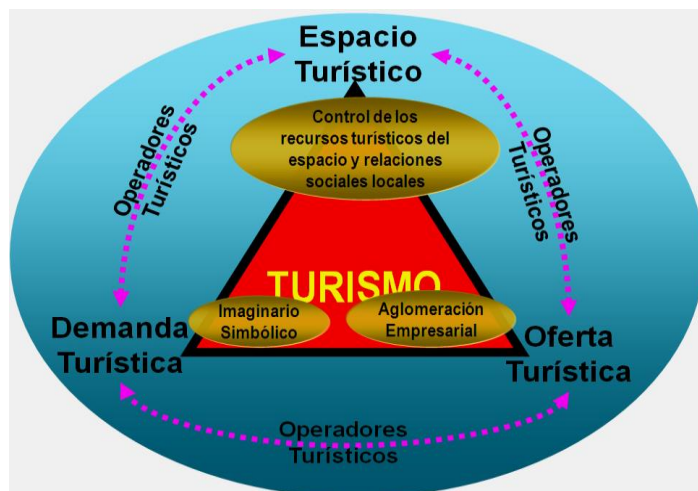 Espacio
Turístico
Control de los
recursos turísticos del
espacio y relaciones
sociales locales
Operadores
Turísticos
Operadores
Turísticos
TURISMO
Imaginario
Simbólico
Aglomeración
Empresarial
Demanda
Turística
Oferta
Turística
Operadores
Turísticos